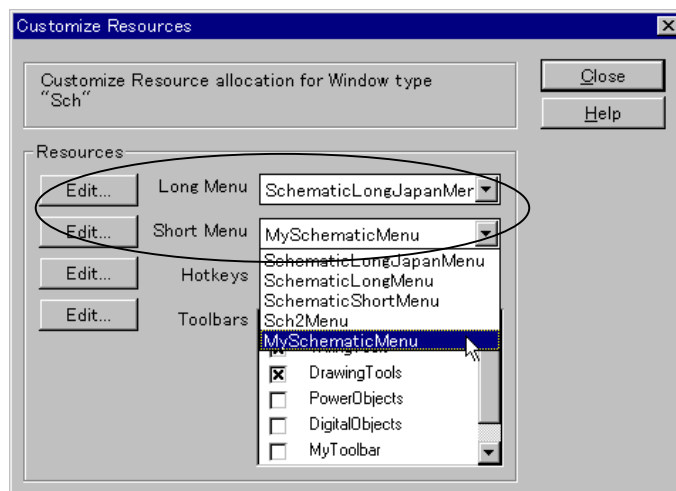 Customize Resources
Customize Resource allocation for Window type
"Sch"
Close
Help
Resources
Edit... Long Menu SchematicLongJapanMer
Edit... Short Menu MySchematicMenu
SchematicLongJapanMenu
Edit... Hotkeys SchematicLongMenu
SchematicShortMenu
Edit... Toolbars Sch2Menu
MySchematicMenu
DrawingTools
PowerObjects
DigitalObjects
MyToolbar